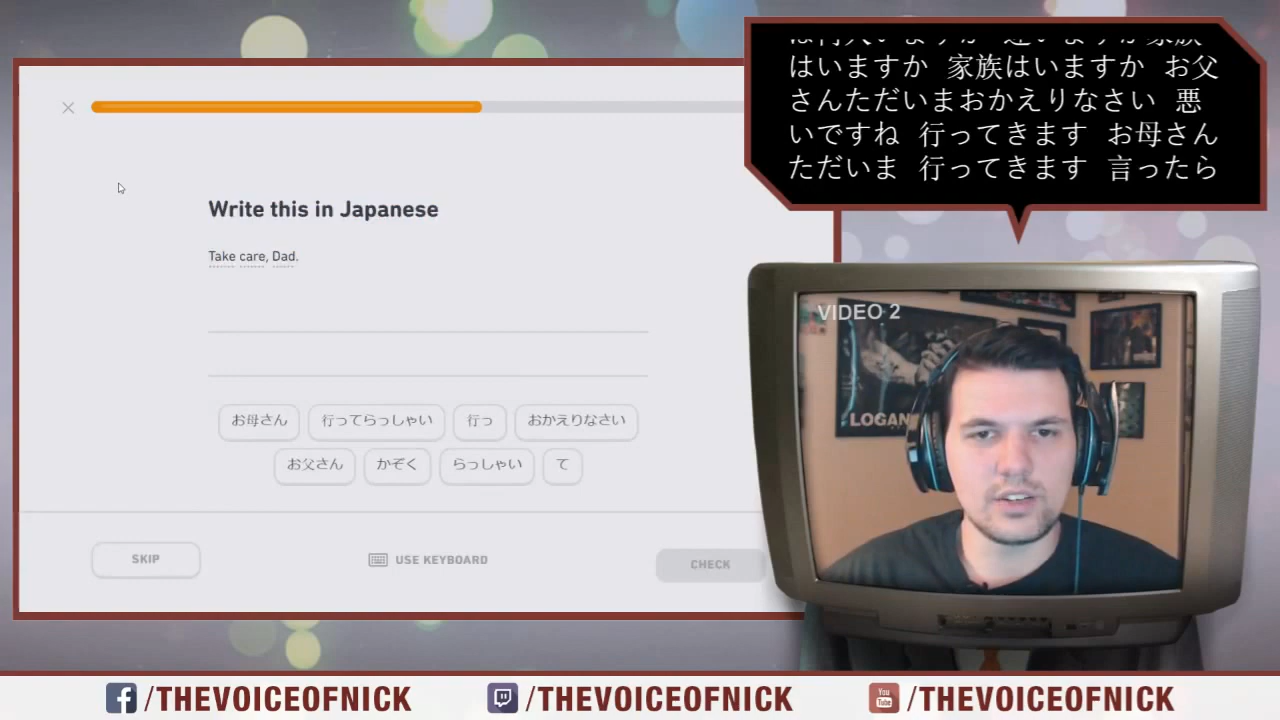 Write this in Japanese
Take care, Dad.
お母さん
行ってらっしゃい
行っ
おかえりなさい
お父さん
かぞく
らっしゃい
て
SKIP
USE KEYBOARD
CHECK
はいますか 家族はいますか お父
さんただいまおかえりなさい 悪
いですね 行ってきます お母さん
ただいま 行ってきます 言ったら
VIDEO 2
LOGAN
/THEVOICEOFNICK
/THEVOICEOFNICK
You Tube /THEVOICEOFNICK